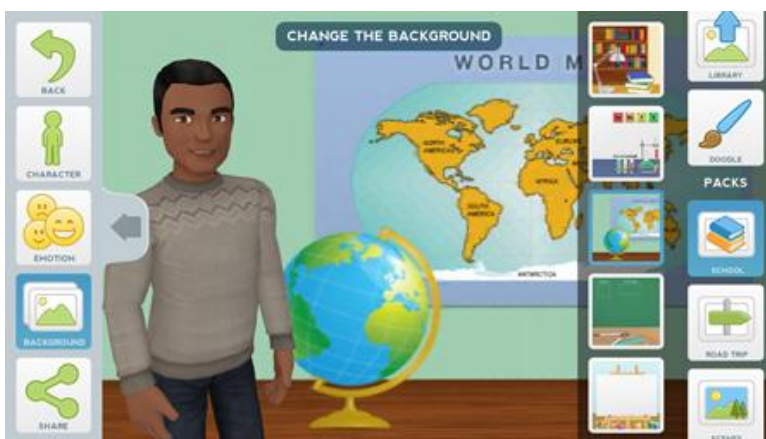 CHANGE THE BACKGROUND
BACK
CHARACTER
EMOTION
BACKGROUND
SHARE
WORLD M
NORTH
AMERICA
SOUTH
AMERICA
EUROPE
AFRICA
ANTARCTICA
LIBRARY
DOODLE
PACKS
SCHOOL
ROAD TRIP